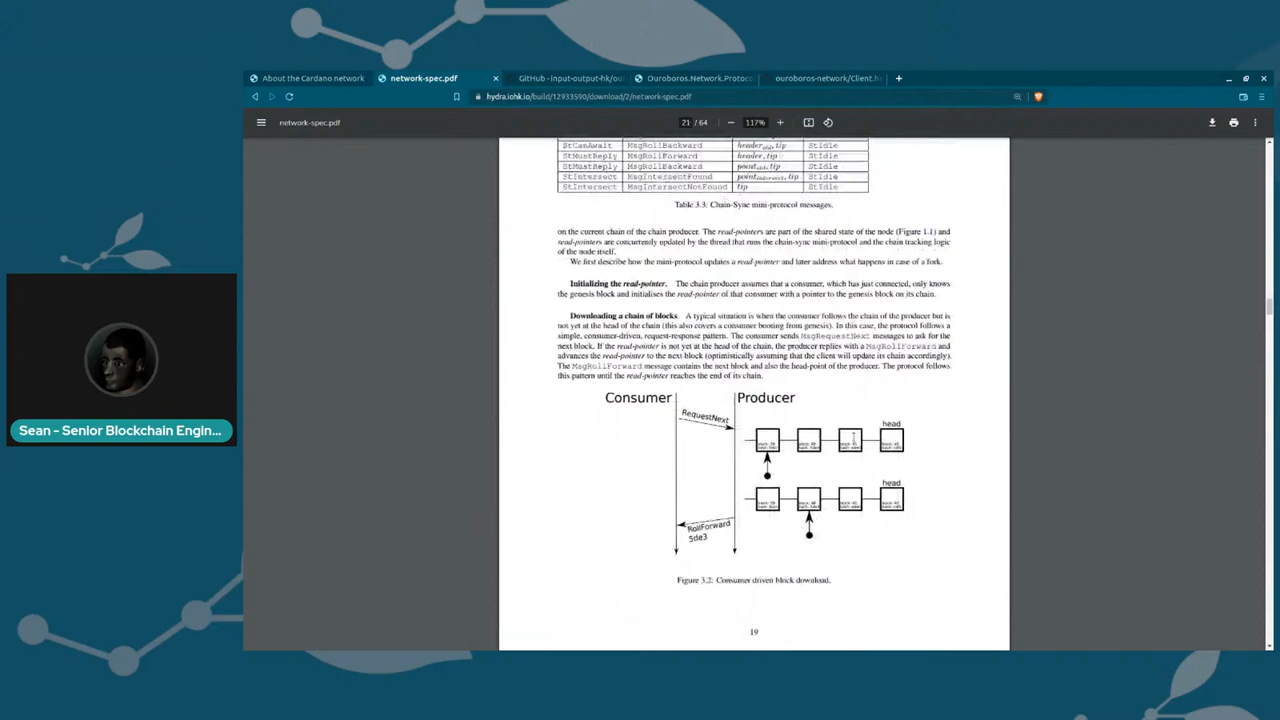 About the Cardano network
network-spec.pdf
GitHub - input-output-hk/our
Ouroboros.Network.Protoco
ouroboros-network/Client.hs
hydra.iohk.io/build/12933590/download/2/network-spec.pdf
network-spec.pdf
21 / 64
117%
StCanAwait MsgRollBackward header, tip StIdle
StMustReply MsgRollForward header, tip StIdle
StMustReply MsgRollBackward point, tip StIdle
StIntersect MsgIntersectFound point, tip StIdle
StIntersect MsgIntersectNotFound tip StIdle
Table 3.3: Chain-Sync mini-protocol messages.
on the current chain of the chain producer. The read-pointers are part of the shared state of the node (Figure 1.1) and
read-pointers are concurrently updated by the thread that runs the chain-sync mini-protocol and the chain tracking logic
of the node itself.
We first describe how the mini-protocol updates a read-pointer and later address what happens in case of a fork.
Initializing the read-pointer. The chain producer assumes that a consumer, which has just connected, only knows
the genesis block and initialises the read-pointer of that consumer with a pointer to the genesis block on its chain.
Downloading a chain of blocks A typical situation is when the consumer follows the chain of the producer but is
not yet at the head of the chain (this also covers a consumer booting from genesis). In this case, the protocol follows a
simple, consumer-driven, request-response pattern. The consumer sends MsgRequestNext messages to ask for the
next block. If the read-pointer is not yet at the head of the chain, the producer replies with a MsgRollForward and
advances the read-pointer to the next block (optimistically assuming that the client will update its chain accordingly).
The MsgRollForward message contains the next block and also the head-point of the producer. The protocol follows
this pattern until the read-pointer reaches the end of its chain.
Consumer Producer
RequestNext
head
head
RollForward
5de3
Figure 3.2: Consumer driven block download.
19
Sean - Senior Blockchain Engin...